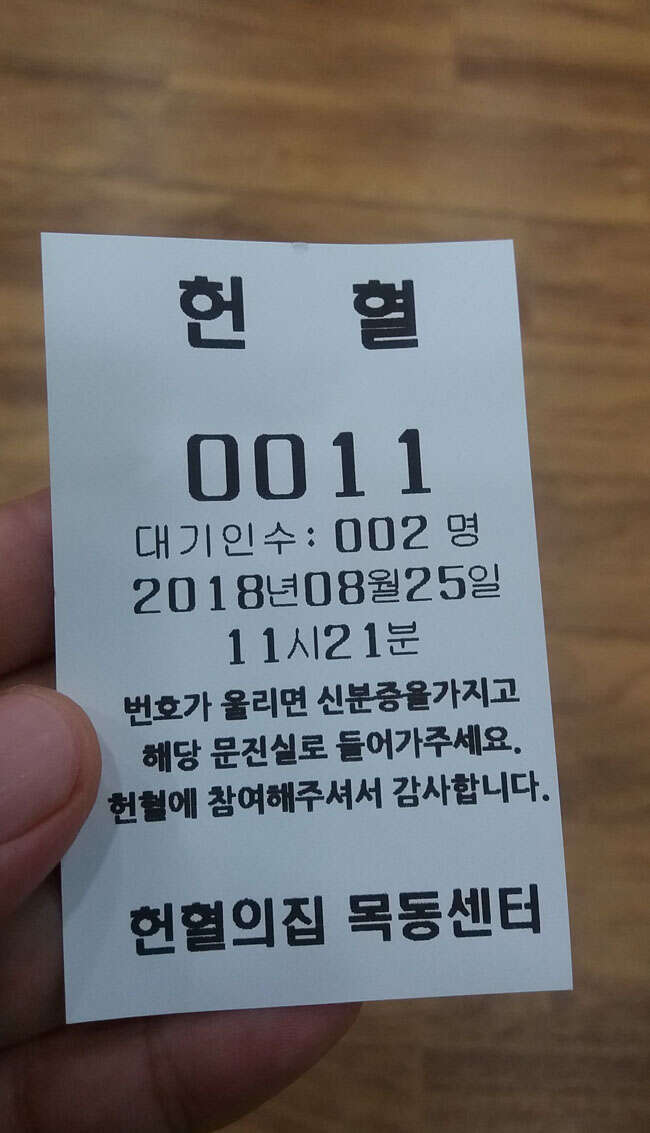 헌 혈
0011
대기인수: 002 명
2018년08월25일
11시21분
번호가 울리면 신분증을가지고
해당 문진실로 들어가주세요.
헌혈에 참여해주셔서 감사합니다.
헌혈의집 목동센터